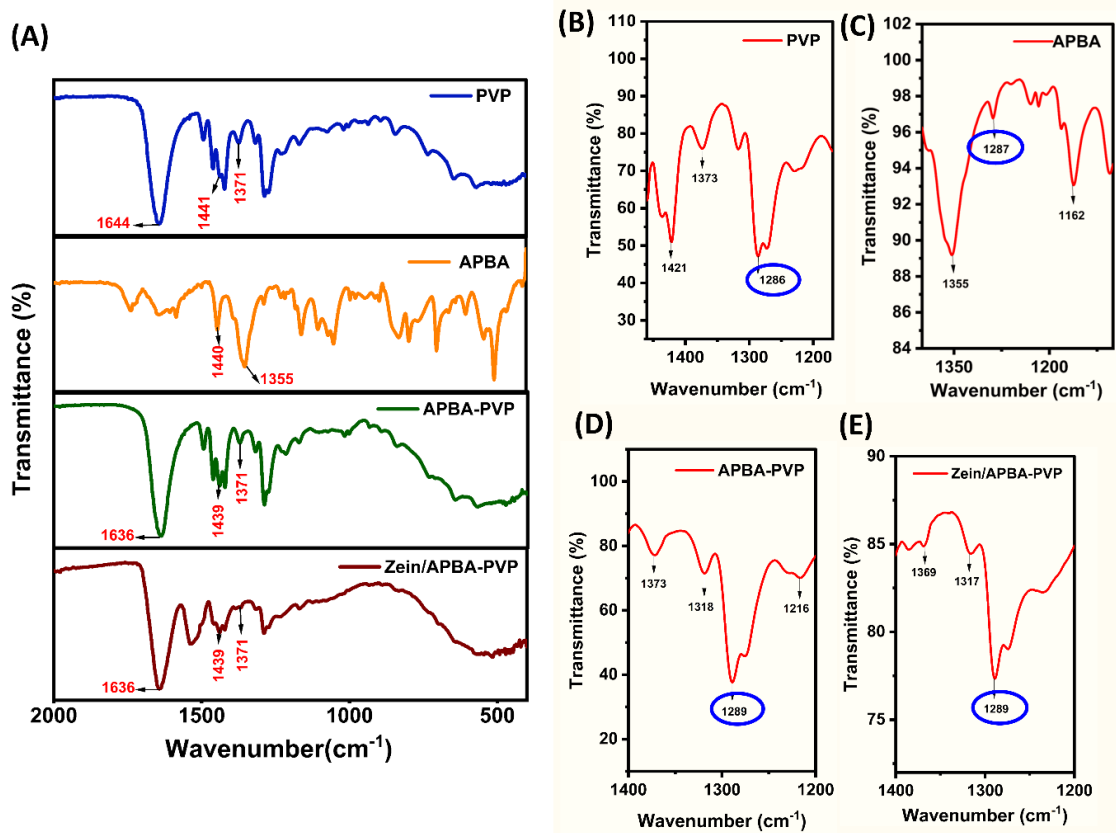 (A)
PVP
1644
1441
1371
APBA
1440
1355
APBA-PVP
1636
1439
1371
Zein/APBA-PVP
1636
1439
1371
Transmittance (%)
2000 1500 1000 500
Wavenumber(cm-1)
(B)
PVP
110
100
90
80
70
60
50
40
30
1373
1421
1286
Transmittance (%)
1400 1300 1200
Wavenumber (cm-1)
(C)
APBA
102
100
98
96
94
92
90
88
86
84
1287
1162
1355
Transmittance (%)
1350 1200
Wavenumber (cm-1)
(D)
APBA-PVP
100
80
60
40
20
10
1373
1318
1216
1289
Transmittance (%)
1400 1300 1200
Wavenumber (cm-1)
(E)
Zein/APBA-PVP
90
85
80
75
1369
1317
1289
Transmittance (%)
1400 1300 1200
Wavenumber (cm-1)